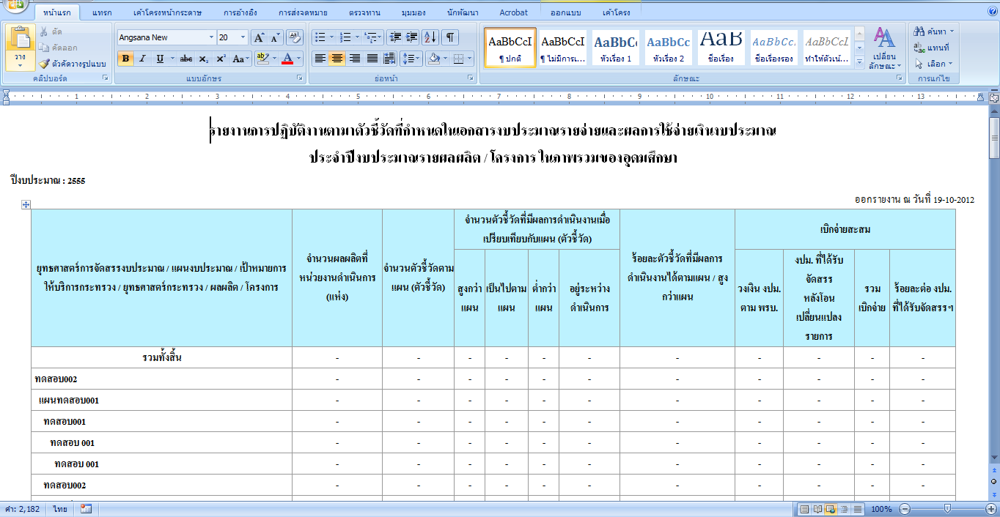 หน้าแรก แทรก เค้าโครงหน้ากระดาษ การอ้างอิง การส่งจดหมาย ตรวจทาน มุมมอง นักพัฒนา Acrobat ออกแบบ เค้าโครง
วาง
ตัด
คัดลอก
ตัวคัดวางรูปแบบ
คลิปบอร์ด
Angsana New 20
B I U abc X₂ X² Aa
แบบอักษร
ย่อหน้า
AaBbCcI AaBbCcI AaBbC AaBbCc AaB AaBbCc AaBbCcL
¶ ปกติ ¶ ไม่มีการเ... หัวเรื่อง 1 หัวเรื่อง 2 ชื่อเรื่อง ชื่อเรื่องรอง ทำให้ตัวเน้...
เปลี่ยนลักษณะ
ลักษณะ
ค้นหา
แทนที่
เลือก
การแก้ไข
1 2 3 4 5 6 7 8 9 10 11 12 13
รายงานการปฏิบัติงานตามาตัวชี้วัดที่กำหนดในเอกสารงบประมาณรายจ่ายและผลการใช้จ่ายเงินงบประมาณ
ประจำปีงบประมาณรายผลผลิต / โครงการ ในภาพรวมของอุดมศึกษา
ปีงบประมาณ : 2555
ออกรายงาน ณ วันที่ 19-10-2012
ยุทธศาสตร์การจัดสรรงบประมาณ / แผนงบประมาณ / เป้าหมายการ
ให้บริการกระทรวง / ยุทธศาสตร์กระทรวง / ผลผลิต / โครงการ
จำนวนผลผลิตที่
หน่วยงานดำเนินการ
(แห่ง)
จำนวนตัวชี้วัดตาม
แผน (ตัวชี้วัด)
จำนวนตัวชี้วัดที่มีผลการดำเนินงานเมื่อ
เปรียบเทียบกับแผน (ตัวชี้วัด)
สูงกว่า
แผน
เป็นไปตาม
แผน
ต่ำกว่า
แผน
อยู่ระหว่าง
ดำเนินการ
ร้อยละตัวชี้วัดที่มีผลการ
ดำเนินงานได้ตามแผน / สูง
กว่าแผน
เบิกจ่ายสะสม
วงเงิน งปม.
ตาม พรบ.
งปม. ที่ได้รับ
จัดสรร
หลังโอน
เปลี่ยนแปลง
รายการ
รวม
เบิกจ่าย
ร้อยละต่อ งปม.
ที่ได้รับจัดสรรฯ
รวมทั้งสิ้น - - - - - - - - - - -
ทดสอบ002 - - - - - - - - - - -
แผนทดสอบ001 - - - - - - - - - - -
ทดสอบ001 - - - - - - - - - - -
ทดสอบ 001 - - - - - - - - - - -
ทดสอบ 001 - - - - - - - - - - -
ทดสอบ002 - - - - - - - - - - -
คำ: 2,182 ไทย 100%